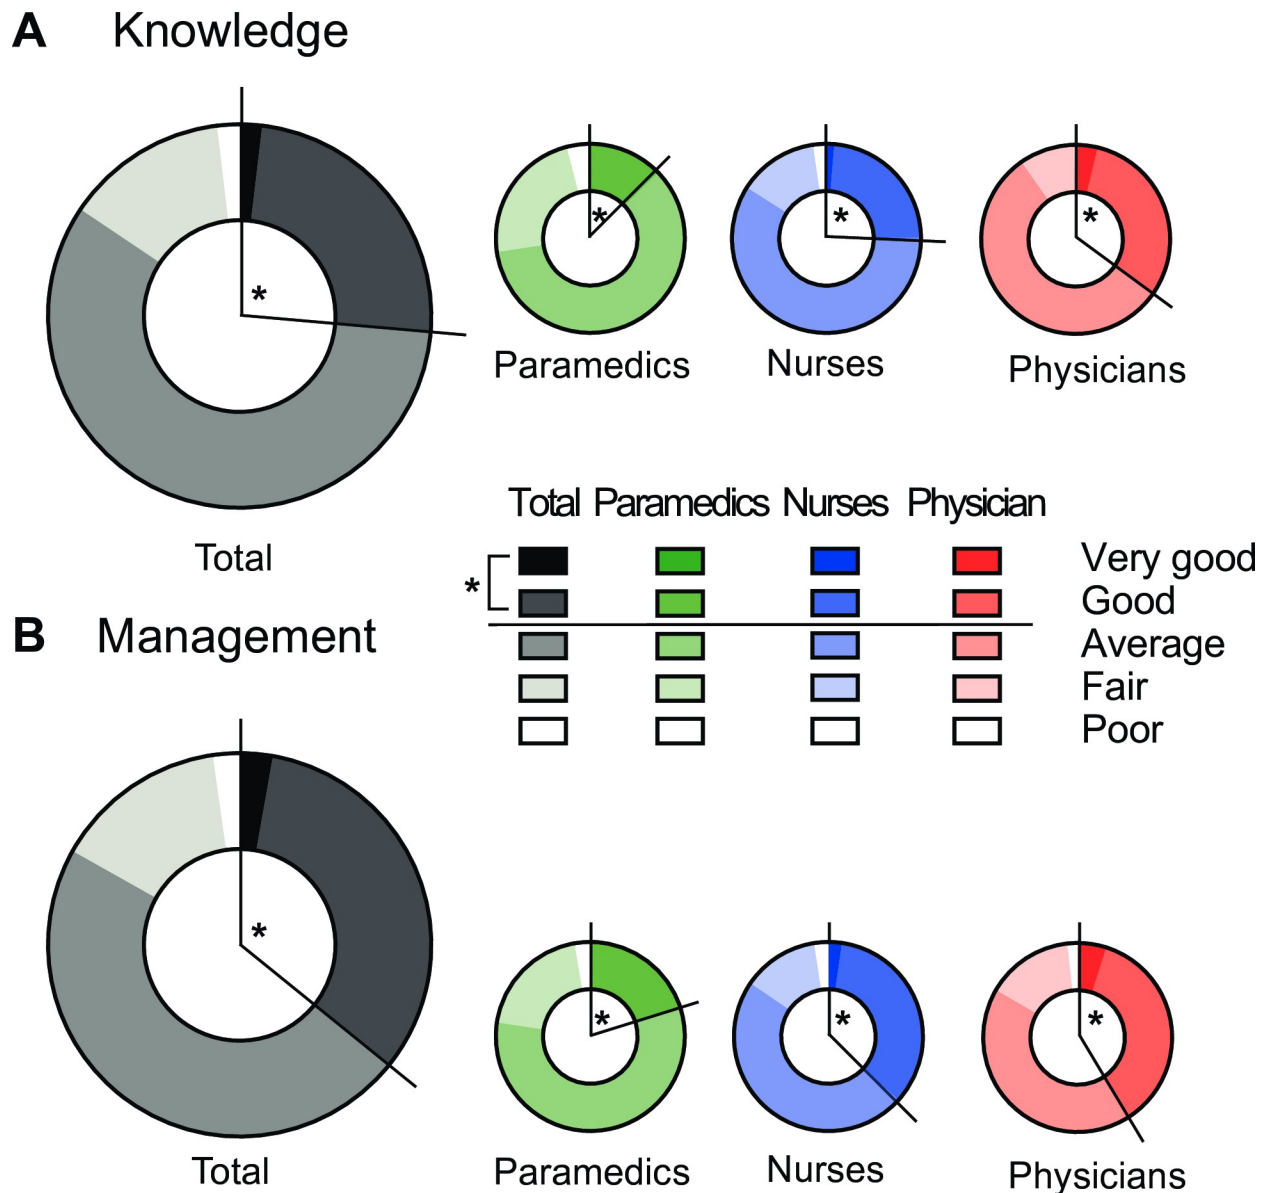 A Knowledge
*
*
*
*
Paramedics
Nurses
Physicians
Total
Total Paramedics Nurses Physician
Very good
*
Good
Average
Fair
Poor
B Management
*
*
*
*
Total
Paramedics
Nurses
Physicians